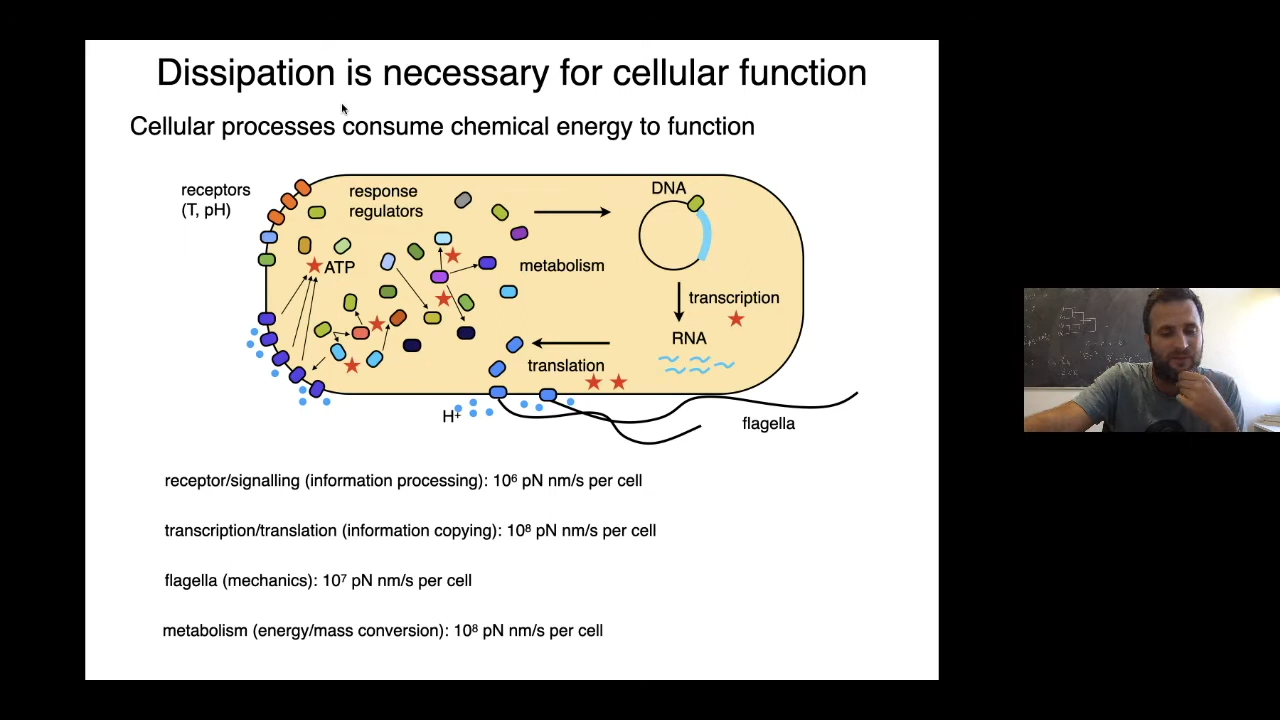 Dissipation is necessary for cellular function
Cellular processes consume chemical energy to function
receptors
(T, pH)
response
regulators
DNA
ATP
metabolism
transcription
RNA
translation
H⁺
flagella
receptor/signalling (information processing): 10⁶ pN nm/s per cell
transcription/translation (information copying): 10⁸ pN nm/s per cell
flagella (mechanics): 10⁷ pN nm/s per cell
metabolism (energy/mass conversion): 10⁸ pN nm/s per cell